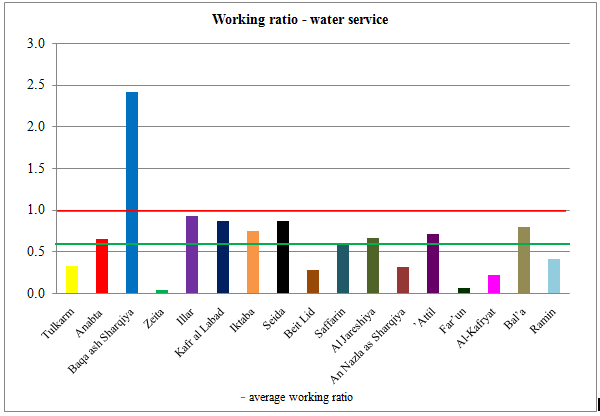 Working ratio - water service
3.0
2.5
2.0
1.5
1.0
0.5
0.0
Tulkarm
Anabta
Baqa ash Sharqiya
Zeita
Illar
Kafr al Labad
Iktaba
Seida
Beit Lid
Saffarin
Al Jareshiya
An Nazla as Sharqiya
'Attil
Far'un
Al-Kafryat
Bal'a
Ramin
- average working ratio